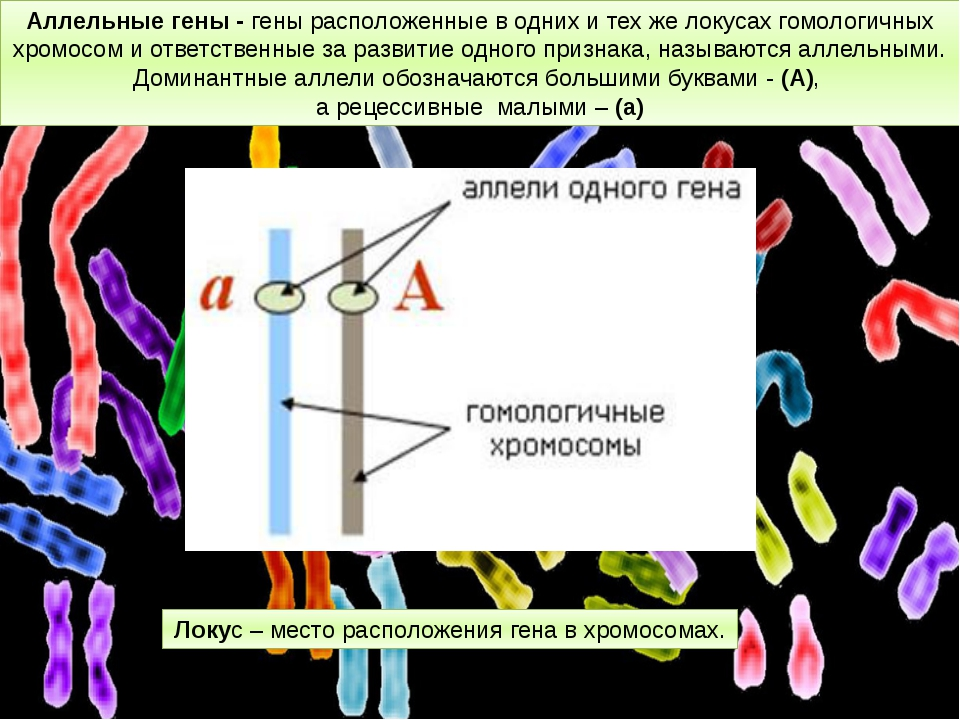 Аллельные гены - гены расположенные в одних и тех же локусах гомологичных
хромосом и ответственные за развитие одного признака, называются аллельными.
Доминантные аллели обозначаются большими буквами - (А),
а рецессивные малыми – (а)
аллели одного гена
а А
гомологичные
хромосомы
Локус – место расположения гена в хромосомах.